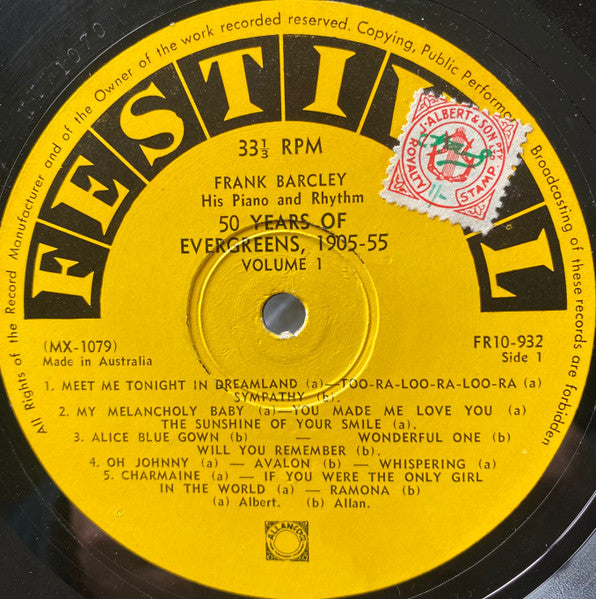 All Rights of the Record Manufacturer and of the Owner of the work recorded reserved. Copying, Public Performance Broadcasting of these records are forbidden
FESTI L
J. ALBERT & SON PTY
ROYALTY STAMP
1/-
33⅓ RPM
FRANK BARCLEY
His Piano and Rhythm
50 YEARS OF
EVERGREENS, 1905-55
VOLUME 1
(MX-1079)
Made in Australia
FR10-932
Side 1
1. MEET ME TONIGHT IN DREAMLAND (a)—TOO-RA-LOO-RA-LOO-RA (a)
SYMPATHY (b).
2. MY MELANCHOLY BABY (a)—YOU MADE ME LOVE YOU (a)
THE SUNSHINE OF YOUR SMILE (a).
3. ALICE BLUE GOWN (b) — WONDERFUL ONE (b)
WILL YOU REMEMBER (b).
4. OH JOHNNY (a) — AVALON (b) — WHISPERING (a)
5. CHARMAINE (a) — IF YOU WERE THE ONLY GIRL
IN THE WORLD (a) — RAMONA (b)
(a) Albert. (b) Allan.